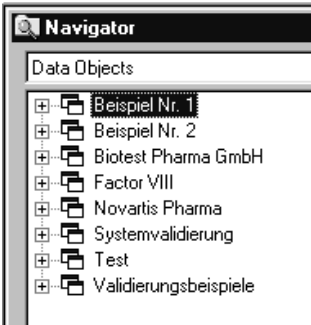 Navigator
Data Objects
Beispiel Nr. 1
Beispiel Nr. 2
Biotest Pharma GmbH
Factor VIII
Novartis Pharma
Systemvalidierung
Test
Validierungsbeispiele